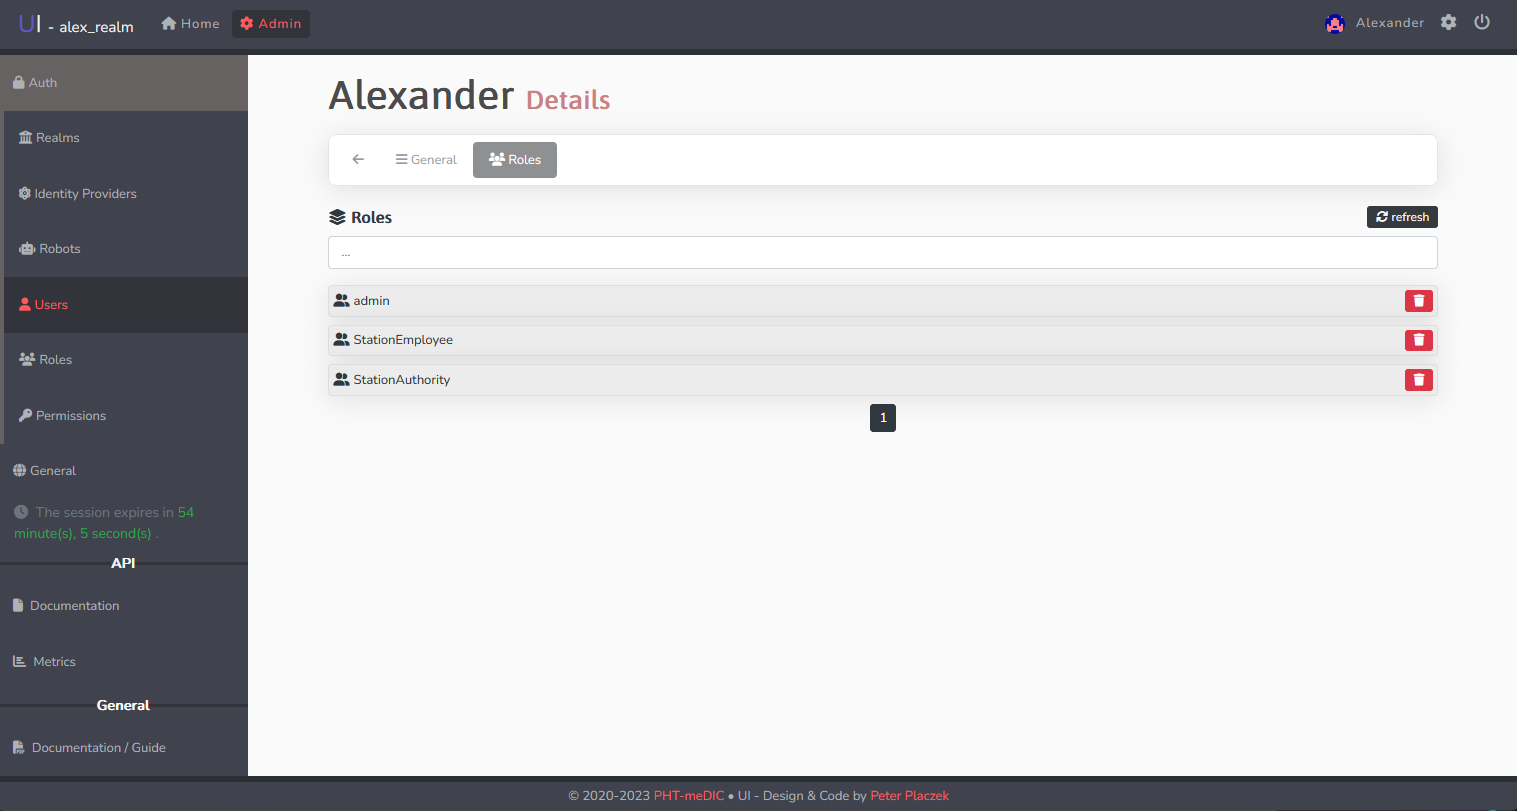 UI - alex_realm Home Admin Alexander
Auth
Realms
Identity Providers
Robots
Users
Roles
Permissions
General
The session expires in 54
minute(s), 5 second(s) .
API
Documentation
Metrics
General
Documentation / Guide
Alexander Details
General Roles
Roles refresh
...
admin
StationEmployee
StationAuthority
1
© 2020-2023 PHT-meDIC • UI - Design & Code by Peter Placzek